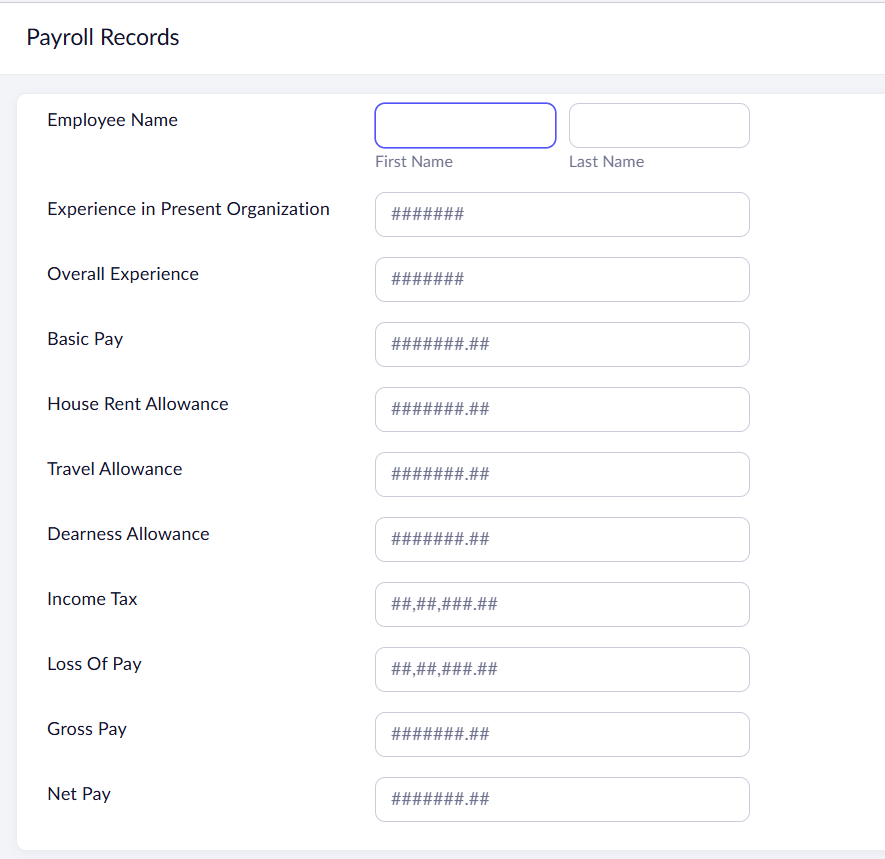 Payroll Records
Employee Name
First Name Last Name
Experience in Present Organization #######
Overall Experience #######
Basic Pay #######.##
House Rent Allowance #######.##
Travel Allowance #######.##
Dearness Allowance #######.##
Income Tax ##,##,###.##
Loss Of Pay ##,##,###.##
Gross Pay #######.##
Net Pay #######.##